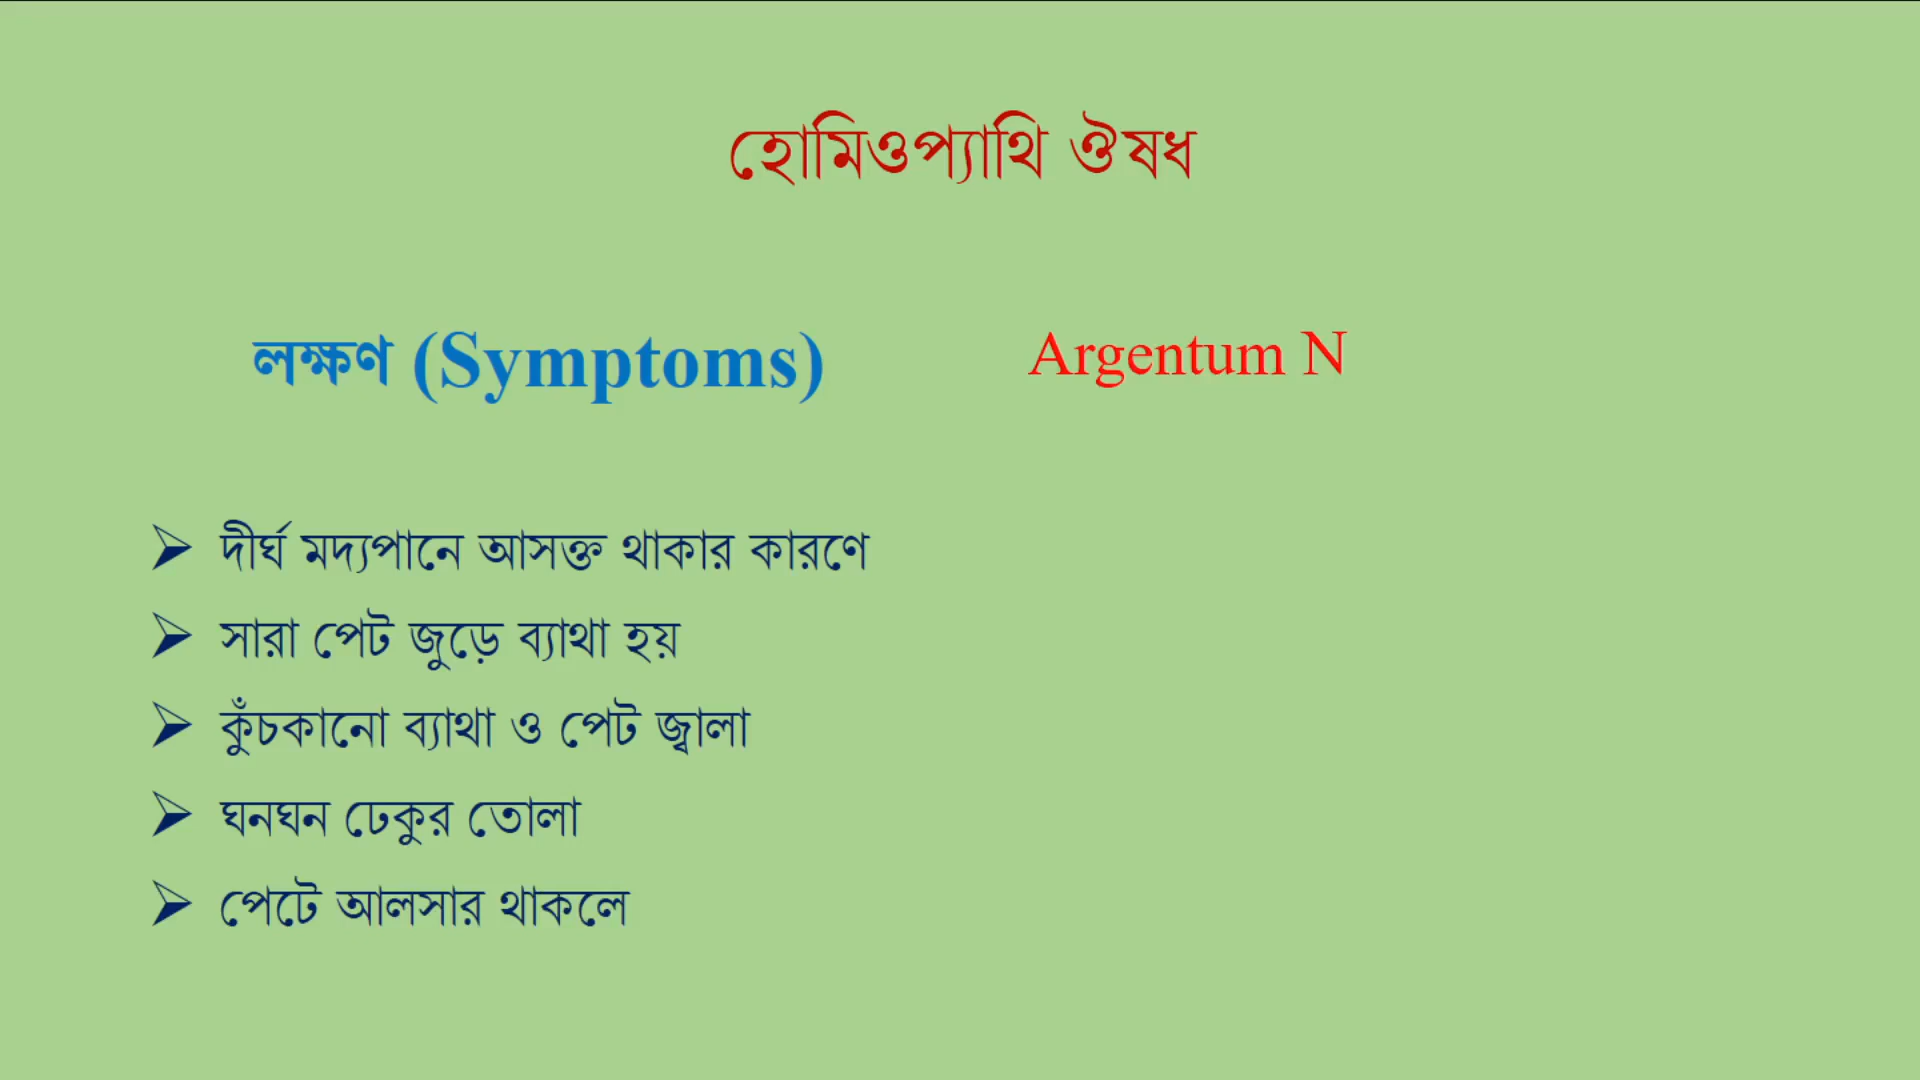 হোমিওপ্যাথি ঔষধ
লক্ষণ (Symptoms) Argentum N
➢ দীর্ঘ মদ্যপানে আসক্ত থাকার কারণে
➢ সারা পেট জুড়ে ব্যাথা হয়
➢ কুঁচকানো ব্যাথা ও পেট জ্বালা
➢ ঘনঘন ঢেকুর তোলা
➢ পেটে আলসার থাকলে